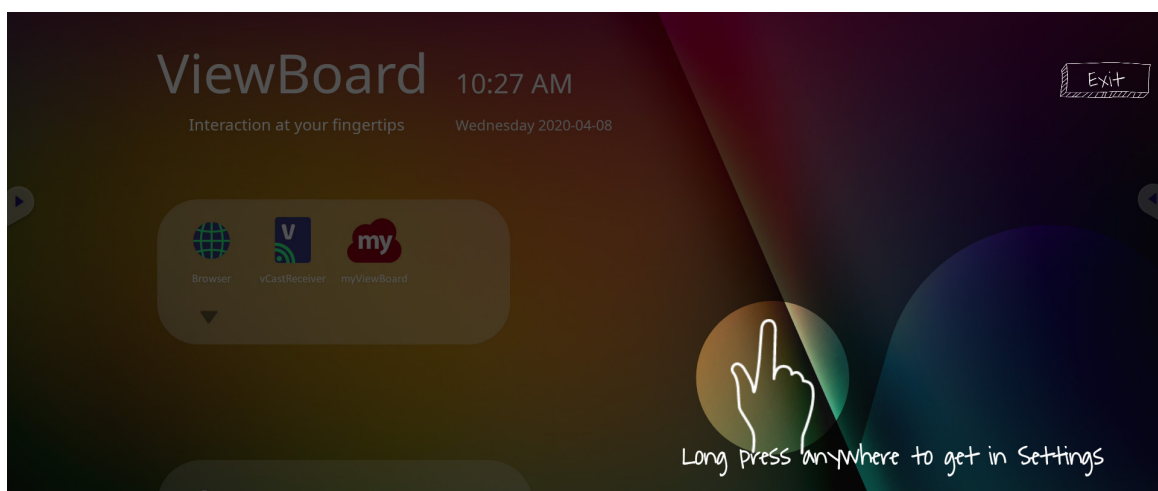 ViewBoard 10:27 AM
Exit
Interaction at your fingertips Wednesday 2020-04-08
V my
Browser vCastReceiver myViewBoard
Long press anywhere to get in Settings